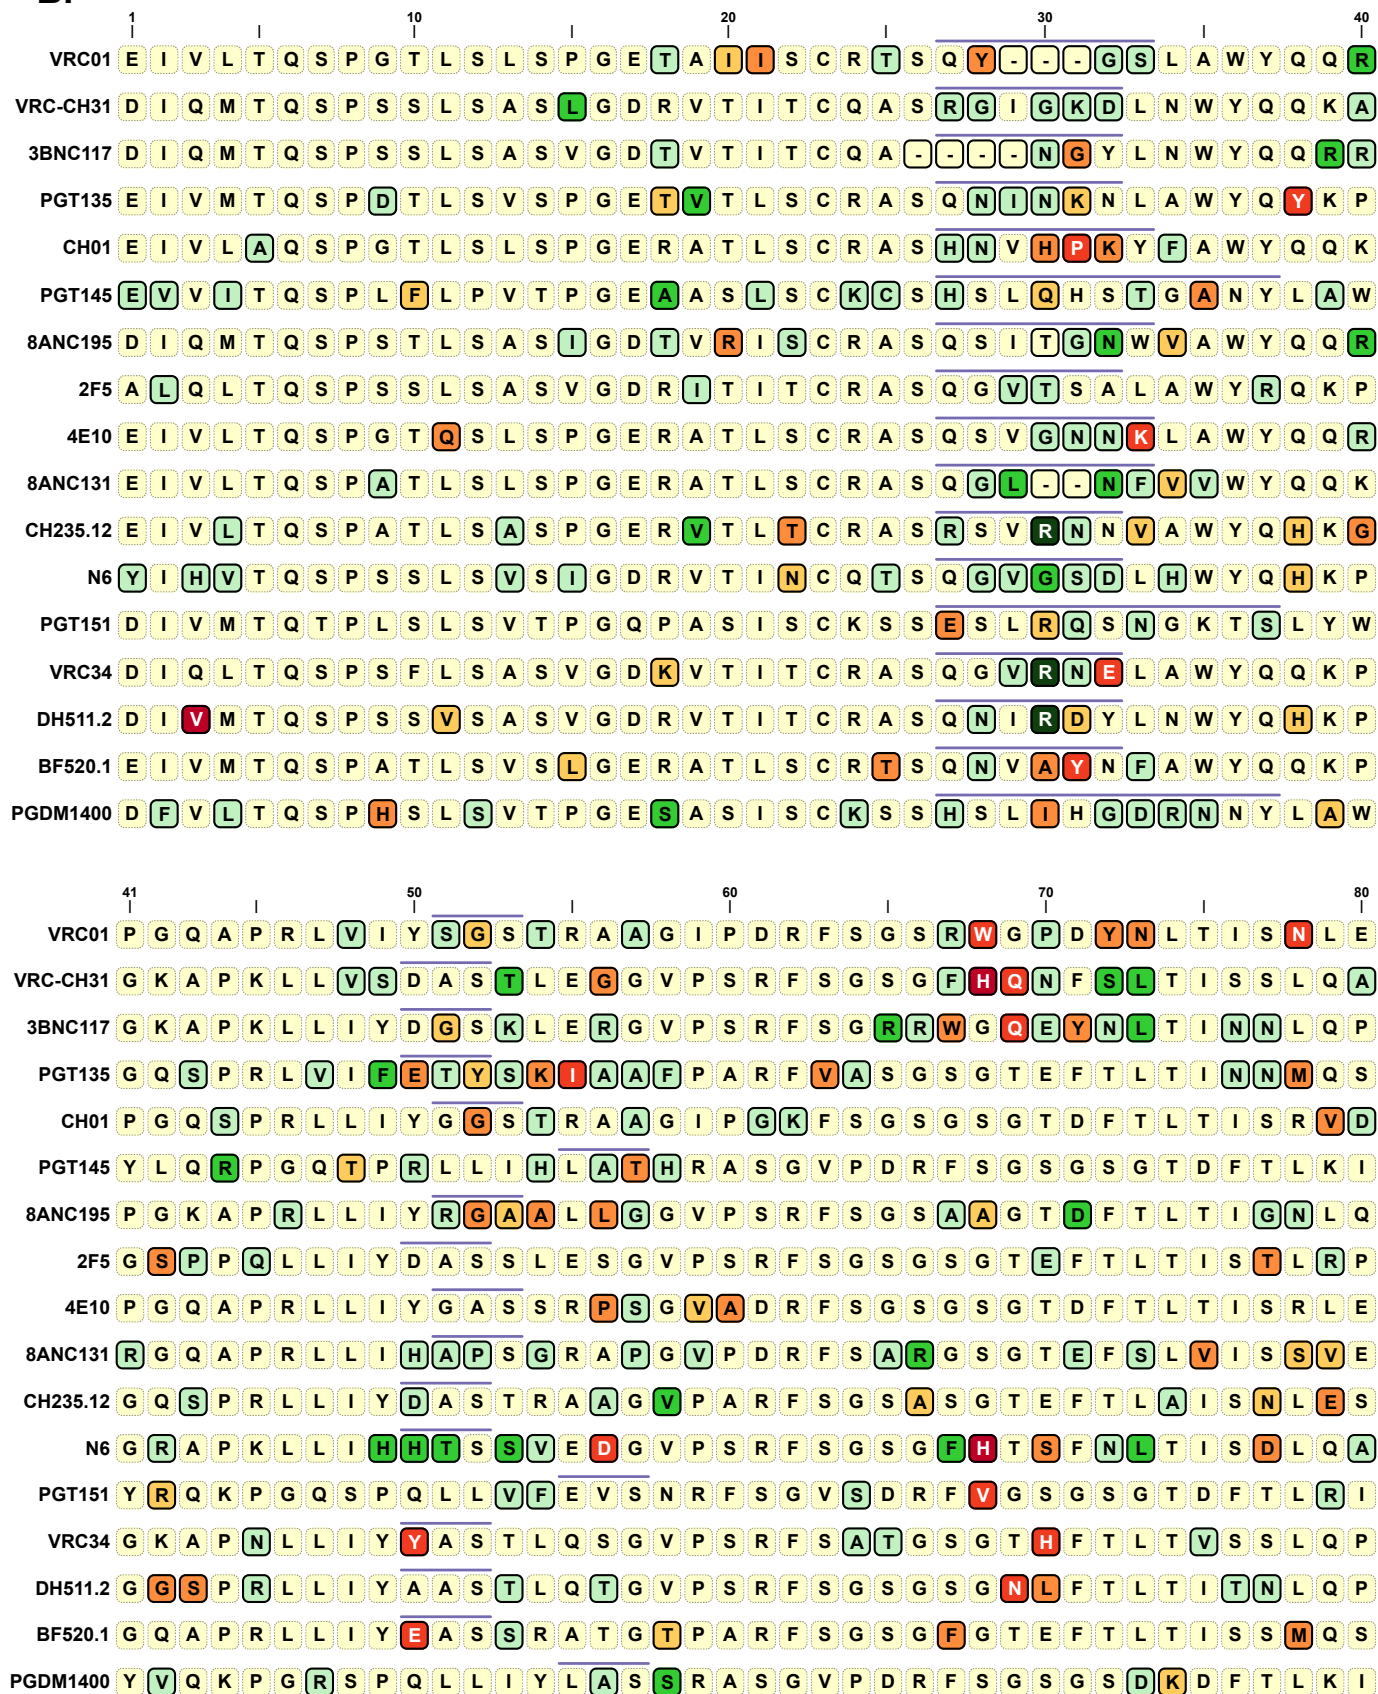 B.
1 10 20 30 40
VRC01 E I V L T Q S P G T L S L S P G E T A I I S C R T S Q Y - - - G S L A W Y Q Q R
VRC-CH31 D I Q M T Q S P S S L S A S L G D R V T I T C Q A S R G I G K D L N W Y Q Q K A
3BNC117 D I Q M T Q S P S S L S A S V G D T V T I T C Q A - - - - N G Y L N W Y Q Q R R
PGT135 E I V M T Q S P D T L S V S P G E T V T L S C R A S Q N I N K N L A W Y Q Y K P
CH01 E I V L A Q S P G T L S L S P G E R A T L S C R A S H N V H P K Y F A W Y Q Q K
PGT145 E V V I T Q S P L F L P V T P G E A A S L S C K C S H S L Q H S T G A N Y L A W
8ANC195 D I Q M T Q S P S T L S A S I G D T V R I S C R A S Q S I T G N W V A W Y Q Q R
2F5 A L Q L T Q S P S S L S A S V G D R I T I T C R A S Q G V T S A L A W Y R Q K P
4E10 E I V L T Q S P G T Q S L S P G E R A T L S C R A S Q S V G N N K L A W Y Q Q R
8ANC131 E I V L T Q S P A T L S L S P G E R A T L S C R A S Q G L - - N F V V W Y Q Q K
CH235.12 E I V L T Q S P A T L S A S P G E R V T L T C R A S R S V R N N V A W Y Q H K G
N6 Y I H V T Q S P S S L S V S I G D R V T I N C Q T S Q G V G S D L H W Y Q H K P
PGT151 D I V M T Q T P L S L S V T P G Q P A S I S C K S S E S L R Q S N G K T S L Y W
VRC34 D I Q L T Q S P S F L S A S V G D K V T I T C R A S Q G V R N E L A W Y Q Q K P
DH511.2 D I V M T Q S P S S V S A S V G D R V T I T C R A S Q N I R D Y L N W Y Q H K P
BF520.1 E I V M T Q S P A T L S V S L G E R A T L S C R T S Q N V A Y N F A W Y Q Q K P
PGDM1400 D F V L T Q S P H S L S V T P G E S A S I S C K S S H S L I H G D R N N Y L A W
41 50 60 70 80
VRC01 P G Q A P R L V I Y S G S T R A A G I P D R F S G S R W G P D Y N L T I S N L E
VRC-CH31 G K A P K L L V S D A S T L E G G V P S R F S G S G F H Q N F S L T I S S L Q A
3BNC117 G K A P K L L I Y D G S K L E R G V P S R F S G R R W G Q E Y N L T I N N L Q P
PGT135 G Q S P R L V I F E T Y S K I A A F P A R F V A S G S G T E F T L T I N N M Q S
CH01 P G Q S P R L L I Y G G S T R A A G I P G K F S G S G S G T D F T L T I S R V D
PGT145 Y L Q R P G Q T P R L L I H L A T H R A S G V P D R F S G S G S G T D F T L K I
8ANC195 P G K A P R L L I Y R G A A L L G G V P S R F S G S A A G T D F T L T I G N L Q
2F5 G S P P Q L L I Y D A S S L E S G V P S R F S G S G S G T E F T L T I S T L R P
4E10 P G Q A P R L L I Y G A S S R P S G V A D R F S G S G S G T D F T L T I S R L E
8ANC131 R G Q A P R L L I H A P S G R A P G V P D R F S A R G S G T E F S L V I S S V E
CH235.12 G Q S P R L L I Y D A S T R A A G V P A R F S G S A S G T E F T L A I S N L E S
N6 G R A P K L L I H H T S S V E D G V P S R F S G S G F H T S F N L T I S D L Q A
PGT151 Y R Q K P G Q S P Q L L V F E V S N R F S G V S D R F V G S G S G T D F T L R I
VRC34 G K A P N L L I Y Y A S T L Q S G V P S R F S A T G S G T H F T L T V S S L Q P
DH511.2 G G S P R L L I Y A A S T L Q T G V P S R F S G S G S G N L F T L T I T N L Q P
BF520.1 G Q A P R L L I Y E A S S R A T G T P A R F S G S G F G T E F T L T I S S M Q S
PGDM1400 Y V Q K P G R S P Q L L I Y L A S S R A S G V P D R F S G S G S D K D F T L K I